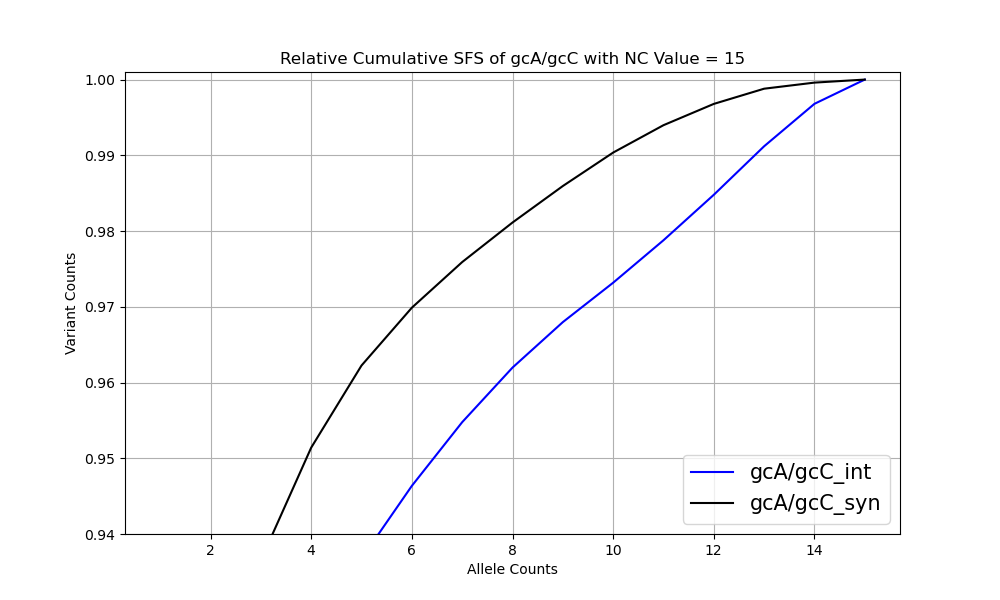 Relative Cumulative SFS of gcA/gcC with NC Value = 15
Variant Counts
1.00
0.99
0.98
0.97
0.96
0.95
0.94
2 4 6 8 10 12 14
Allele Counts
gcA/gcC_int
gcA/gcC_syn